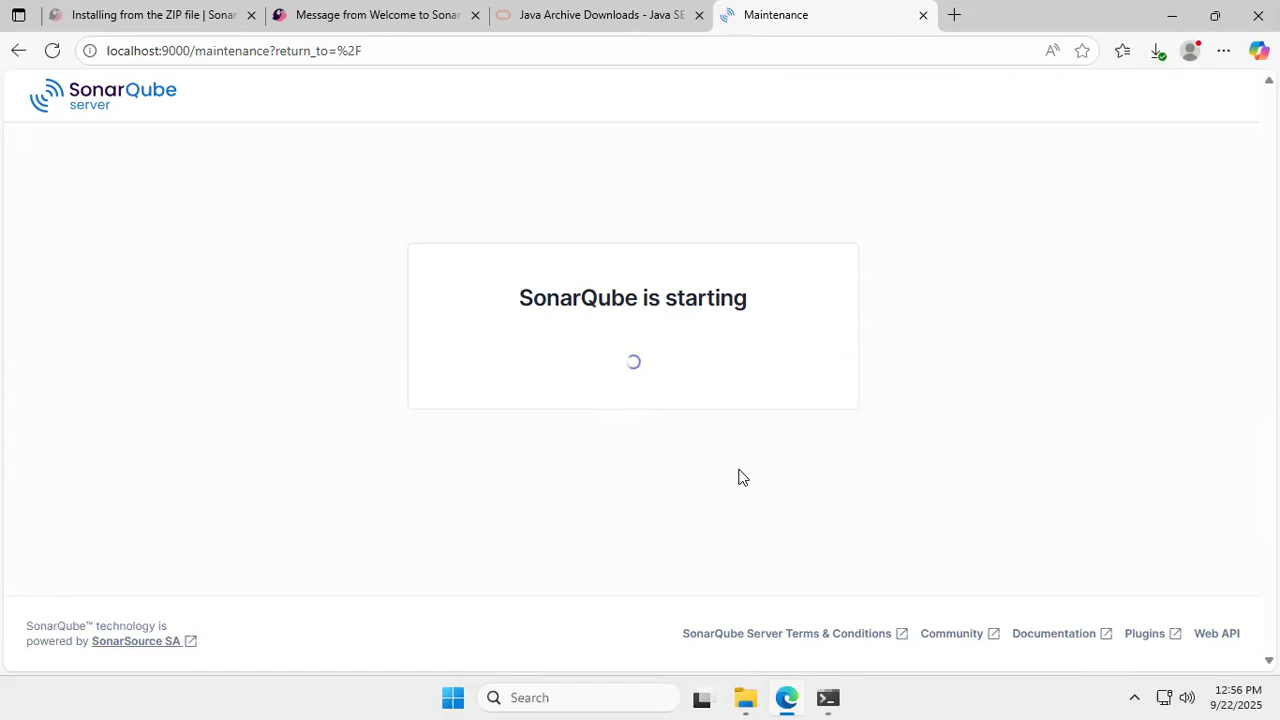 Installing from the ZIP file | Sonar
Message from Welcome to Sonar
Java Archive Downloads - Java SE
Maintenance
localhost:9000/maintenance?return_to=%2F
SonarQube
server
SonarQube is starting
SonarQube™ technology is
powered by SonarSource SA
SonarQube Server Terms & Conditions
Community
Documentation
Plugins
Web API
Search
12:56 PM
9/22/2025